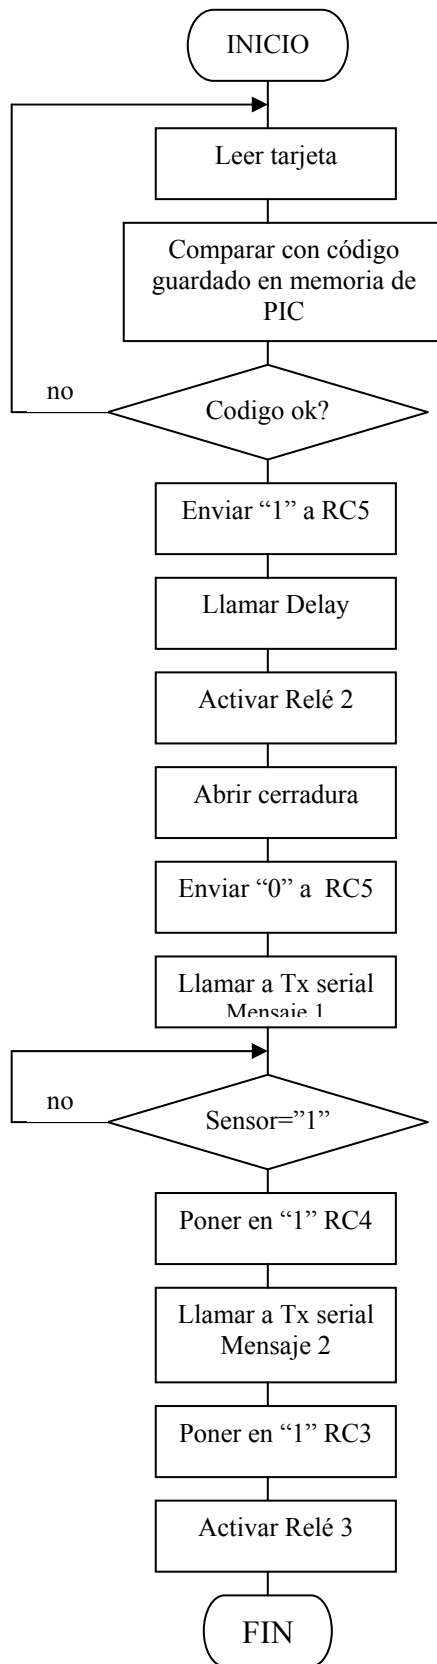 INICIO
Leer tarjeta
Comparar con código
guardado en memoria de
PIC
no
Codigo ok?
Enviar “1” a RC5
Llamar Delay
Activar Relé 2
Abrir cerradura
Enviar “0” a  RC5
Llamar a Tx serial
Mensaje 1
no
Sensor=”1”
Poner en “1” RC4
Llamar a Tx serial
Mensaje 2
Poner en “1” RC3
Activar Relé 3
FIN